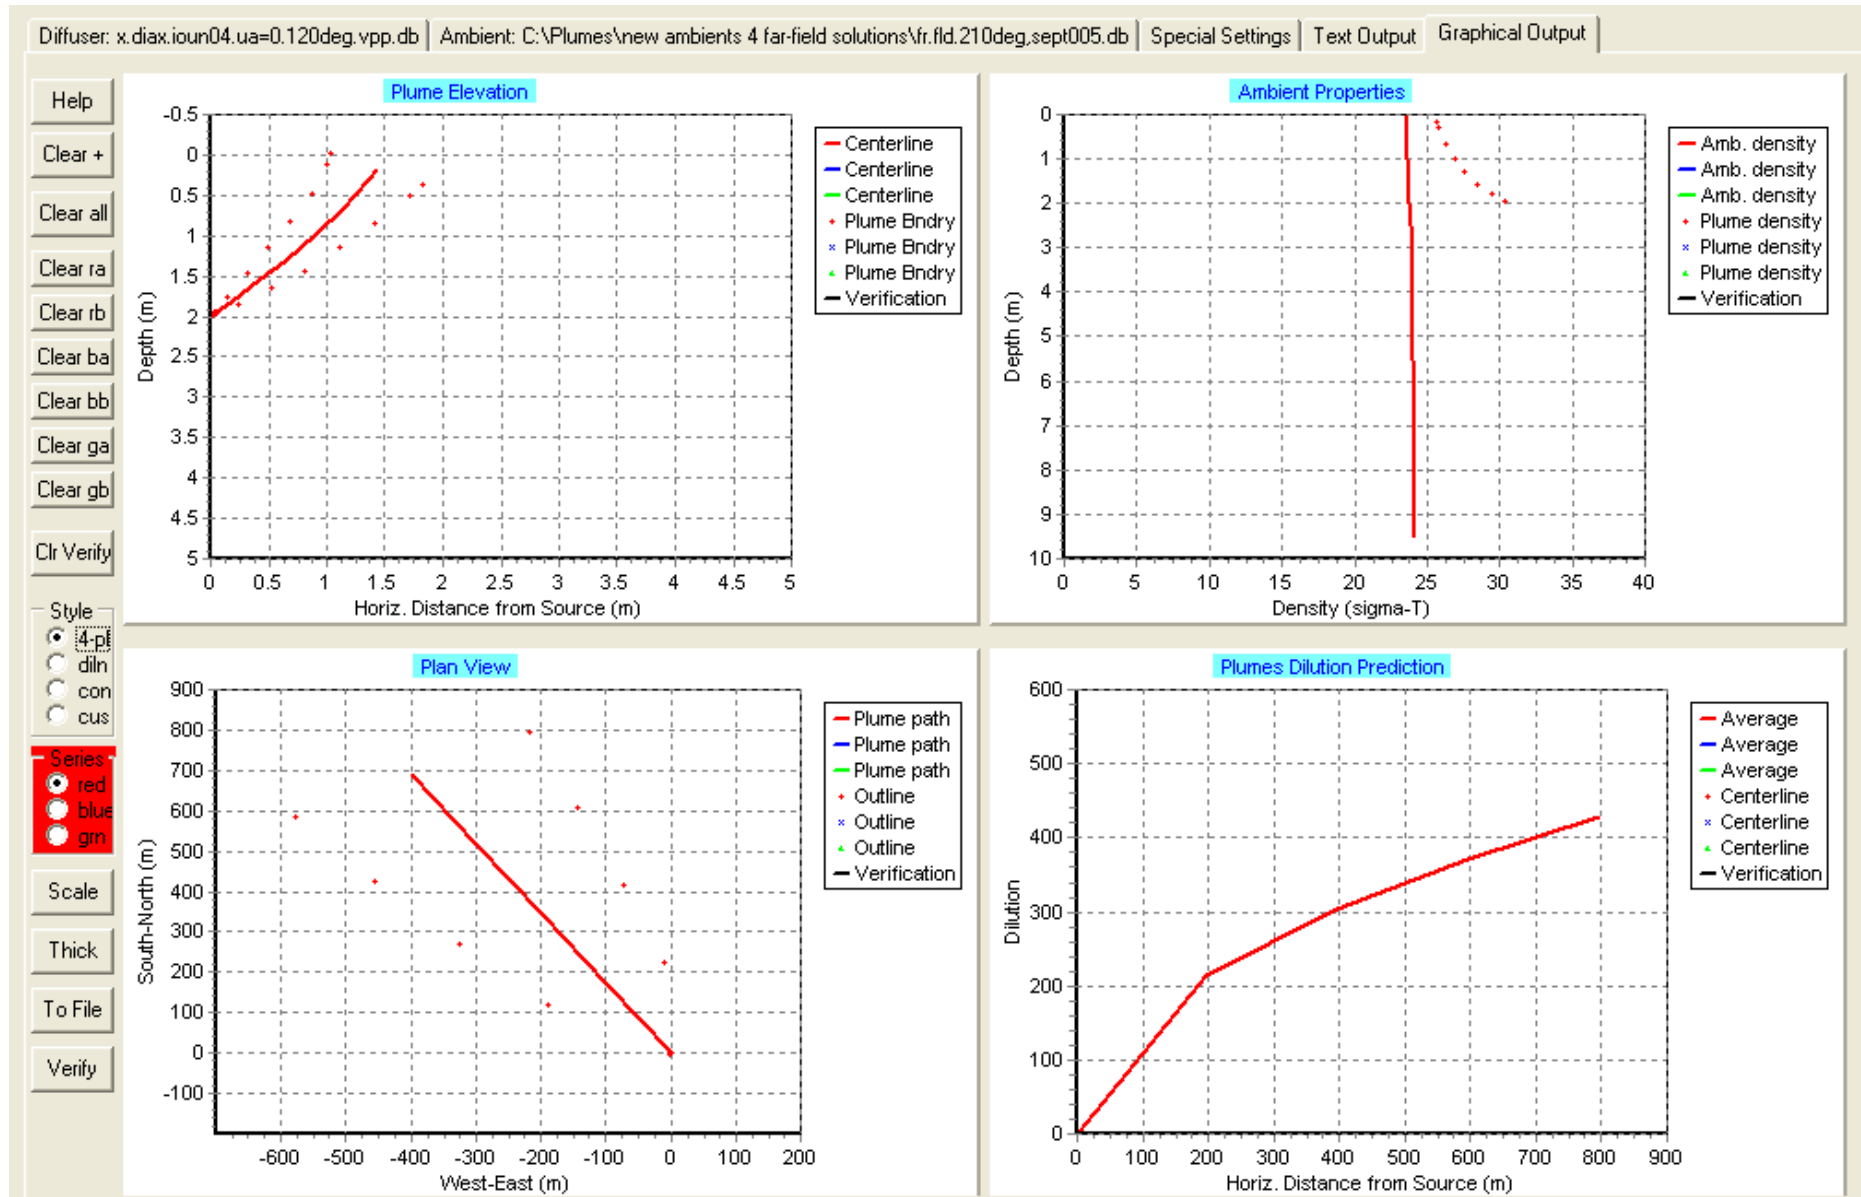 Diffuser: x.diax.ioun04.ua=0.120deg.vpp.db
Ambient: C:\Plumes\new ambients 4 far-field solutions\fr.fld.210deg,sept005.db
Special Settings
Text Output
Graphical Output
Help
Clear +
Clear all
Clear ra
Clear rb
Clear ba
Clear bb
Clear ga
Clear gb
Clr Verify
Style
4-pl
diln
con
cus
Series
red
blue
grn
Scale
Thick
To File
Verify
Plume Elevation
Depth (m)
-0.5
0
0.5
1
1.5
2
2.5
3
3.5
4
4.5
5
0 0.5 1 1.5 2 2.5 3 3.5 4 4.5 5
Horiz. Distance from Source (m)
Centerline
Centerline
Centerline
Plume Bndry
Plume Bndry
Plume Bndry
Verification
Ambient Properties
Depth (m)
0
1
2
3
4
5
6
7
8
9
10
0 5 10 15 20 25 30 35 40
Density (sigma-T)
Amb. density
Amb. density
Amb. density
Plume density
Plume density
Plume density
Verification
Plan View
South-North (m)
900
800
700
600
500
400
300
200
100
0
-100
-600 -500 -400 -300 -200 -100 0 100 200
West-East (m)
Plume path
Plume path
Plume path
Outline
Outline
Outline
Verification
Plumes Dilution Prediction
Dilution
600
500
400
300
200
100
0
0 100 200 300 400 500 600 700 800 900
Horiz. Distance from Source (m)
Average
Average
Average
Centerline
Centerline
Centerline
Verification